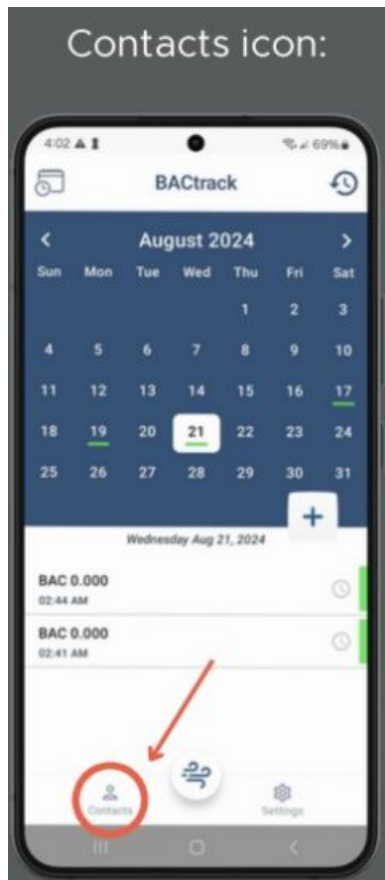 Contacts icon:
4:02
69%
BACtrack
August 2024
Sun Mon Tue Wed Thu Fri Sat
1 2 3
4 5 6 7 8 9 10
11 12 13 14 15 16 17
18 19 20 21 22 23 24
25 26 27 28 29 30 31
+
Wednesday Aug 21, 2024
BAC 0.000
02:44 AM
BAC 0.000
02:41 AM
Contacts
Settings